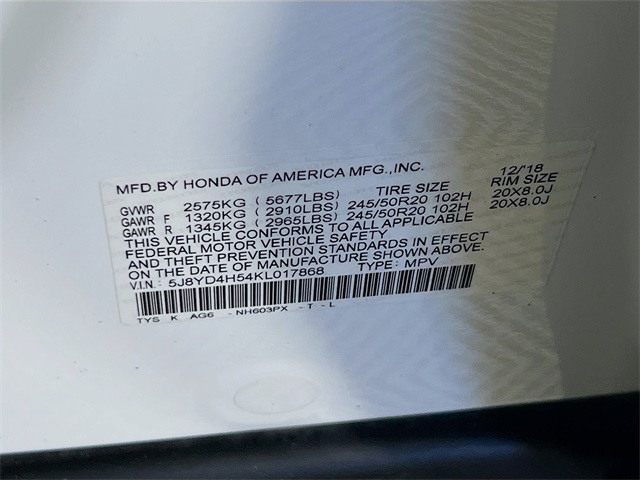 MFD.BY HONDA OF AMERICA MFG.,INC. 12/'18
GVWR 2575KG ( 5677LBS) TIRE SIZE RIM SIZE
GAWR F 1320KG ( 2910LBS) 245/50R20 102H 20X8.0J
GAWR R 1345KG ( 2965LBS) 245/50R20 102H 20X8.0J
THIS VEHICLE CONFORMS TO ALL APPLICABLE
FEDERAL MOTOR VEHICLE SAFETY
AND THEFT PREVENTION STANDARDS IN EFFECT
ON THE DATE OF MANUFACTURE SHOWN ABOVE.
V.I.N: 5J8YD4H54KL017868 TYPE: MPV
TYS K AG6 -NH603PX -T -L